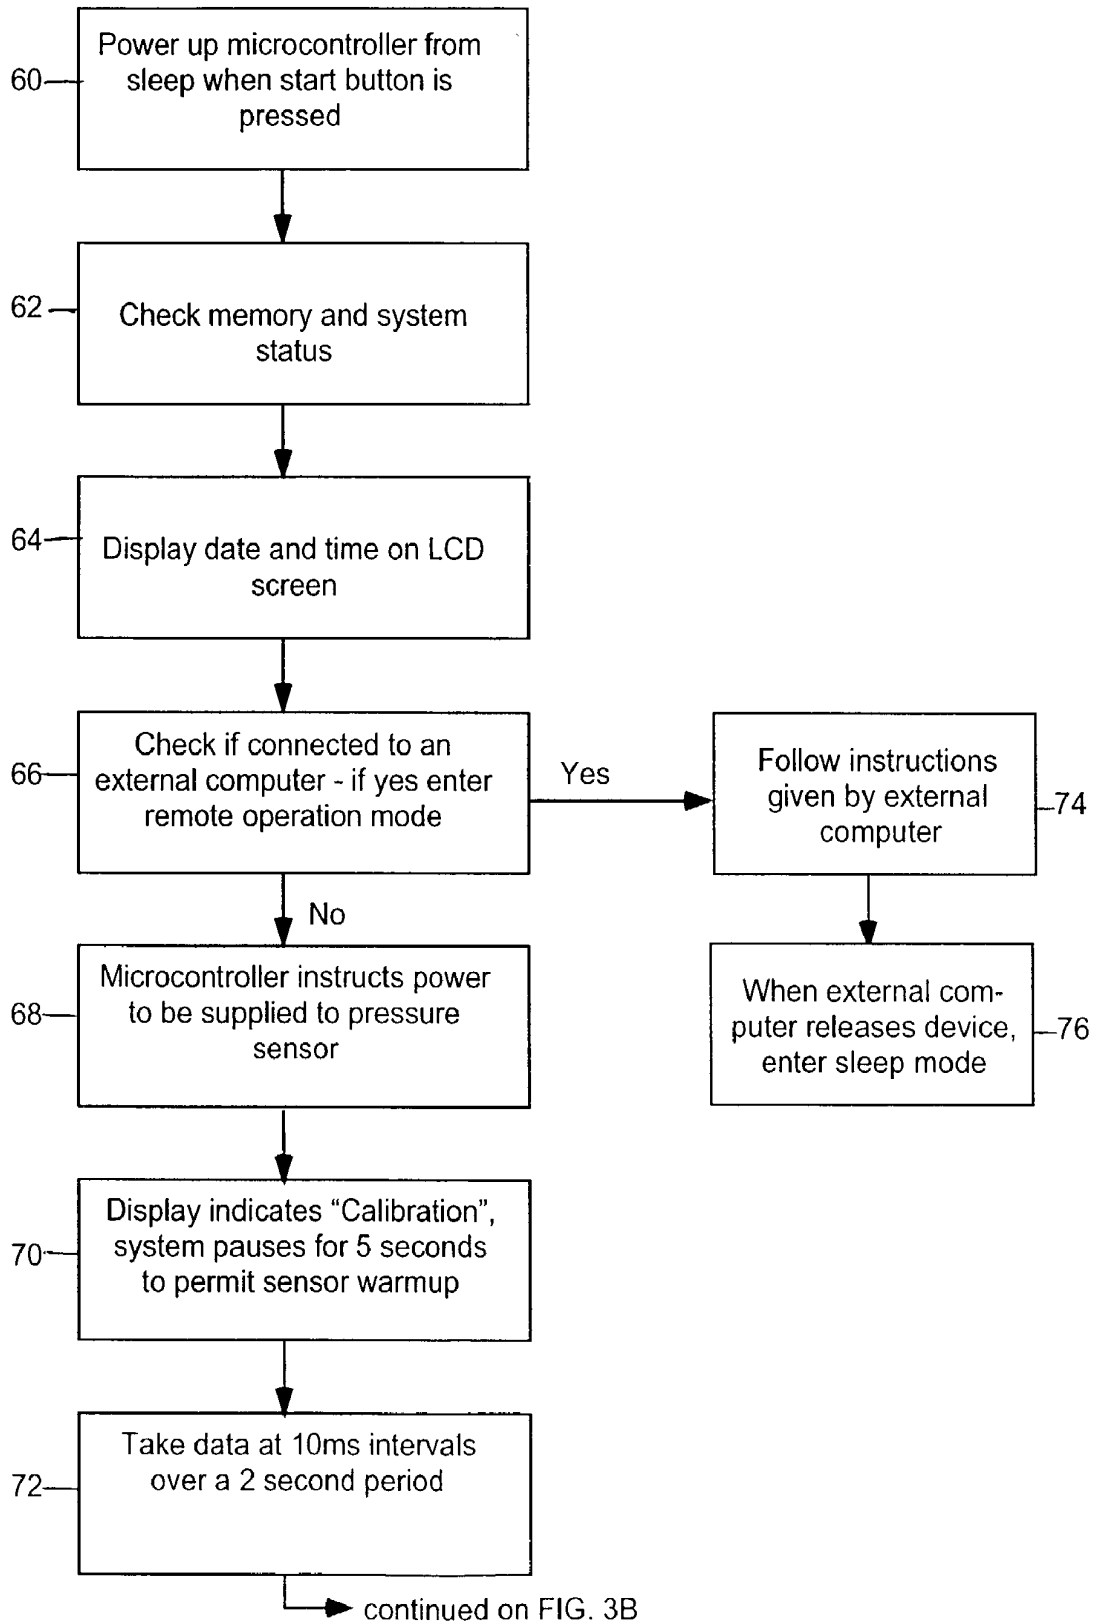 Power up microcontroller from
60
sleep when start button is
pressed
62
Check memory and system
status
64
Display date and time on LCD
screen
Check if connected to an
66
external computer - if yes enter
remote operation mode
Yes
Follow instructions
given by external
computer
74
No
Microcontroller instructs power
68
to be supplied to pressure
sensor
When external com-
puter releases device,
enter sleep mode
76
Display indicates “Calibration”,
70
system pauses for 5 seconds
to permit sensor warmup
Take data at 10ms intervals
over a 2 second period
72
continued on FIG. 3B